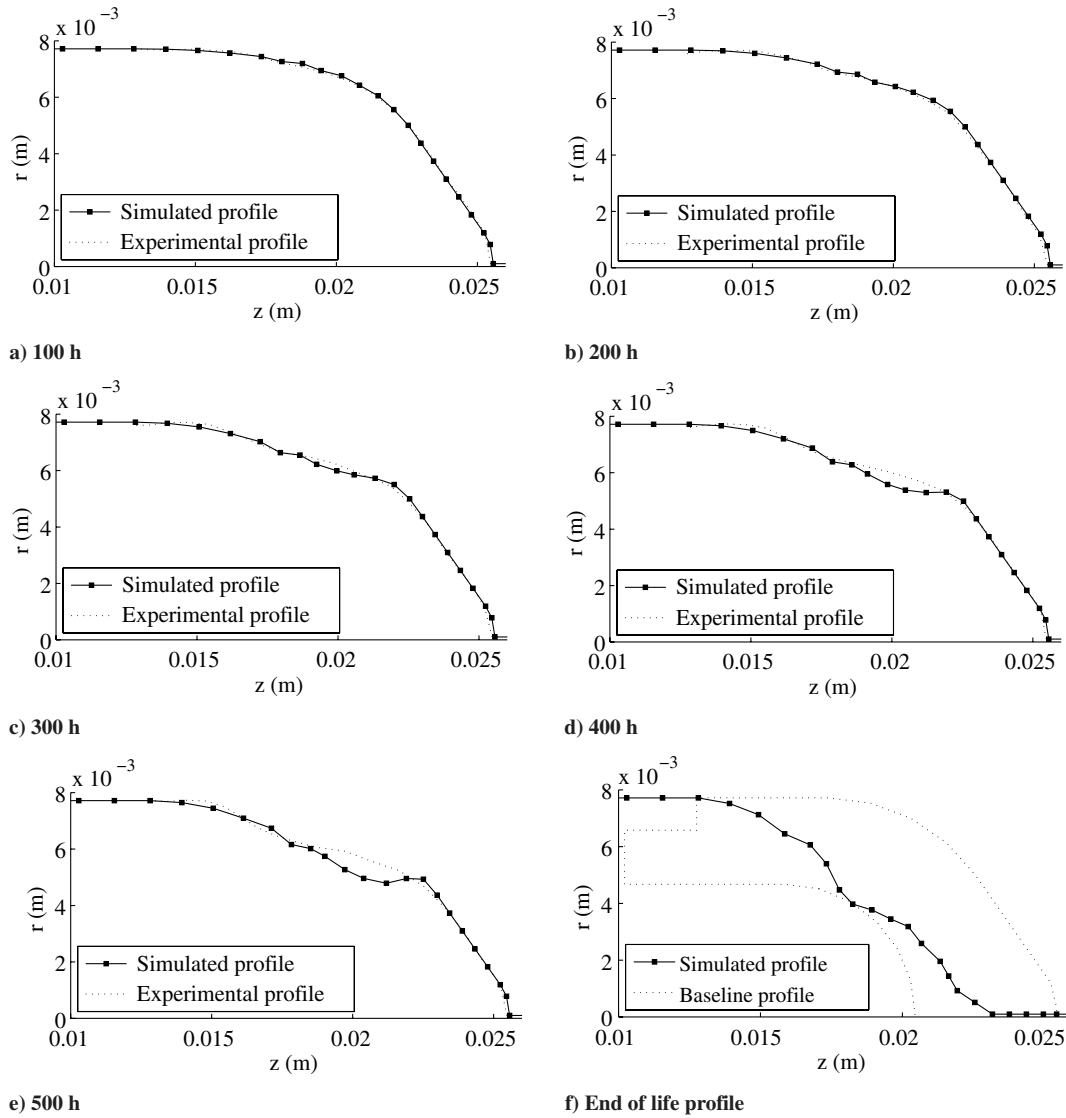 x 10 −3
8
6
4
2
0
r (m)
Simulated profile
Experimental profile
0.01 0.015 0.02 0.025
z (m)
a) 100 h
x 10 −3
8
6
4
2
0
r (m)
Simulated profile
Experimental profile
0.01 0.015 0.02 0.025
z (m)
b) 200 h
x 10 −3
8
6
4
2
0
r (m)
Simulated profile
Experimental profile
0.01 0.015 0.02 0.025
z (m)
c) 300 h
x 10 −3
8
6
4
2
0
r (m)
Simulated profile
Experimental profile
0.01 0.015 0.02 0.025
z (m)
d) 400 h
x 10 −3
8
6
4
2
0
r (m)
Simulated profile
Experimental profile
0.01 0.015 0.02 0.025
z (m)
e) 500 h
x 10 −3
8
6
4
2
0
r (m)
Simulated profile
Baseline profile
0.01 0.015 0.02 0.025
z (m)
f) End of life profile